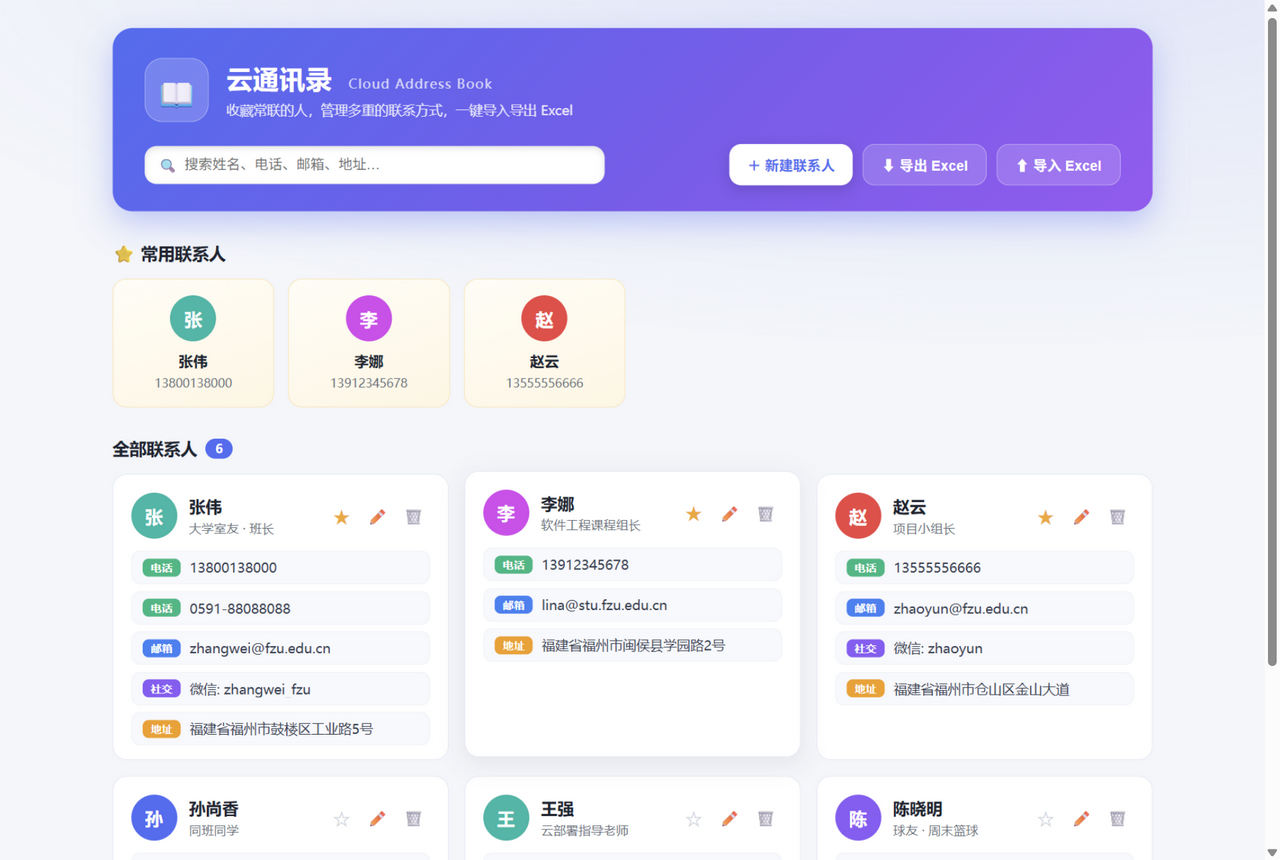 云通讯录 Cloud Address Book
收藏常联的人，管理多重的联系方式，一键导入导出 Excel
搜索姓名、电话、邮箱、地址...
+ 新建联系人
⬇ 导出 Excel
⬆ 导入 Excel
常用联系人
张
张伟
13800138000
李
李娜
13912345678
赵
赵云
13555556666
全部联系人 6
张
张伟
大学室友 · 班长
电话 13800138000
电话 0591-88088088
邮箱 zhangwei@fzu.edu.cn
社交 微信: zhangwei_fzu
地址 福建省福州市鼓楼区工业路5号
李
李娜
软件工程课程组长
电话 13912345678
邮箱 lina@stu.fzu.edu.cn
地址 福建省福州市闽侯县学园路2号
赵
赵云
项目小组长
电话 13555556666
邮箱 zhaoyun@fzu.edu.cn
社交 微信: zhaoyun
地址 福建省福州市仓山区金山大道
孙
孙尚香
同班同学
王
王强
云部署指导老师
陈
陈晓明
球友 · 周末篮球